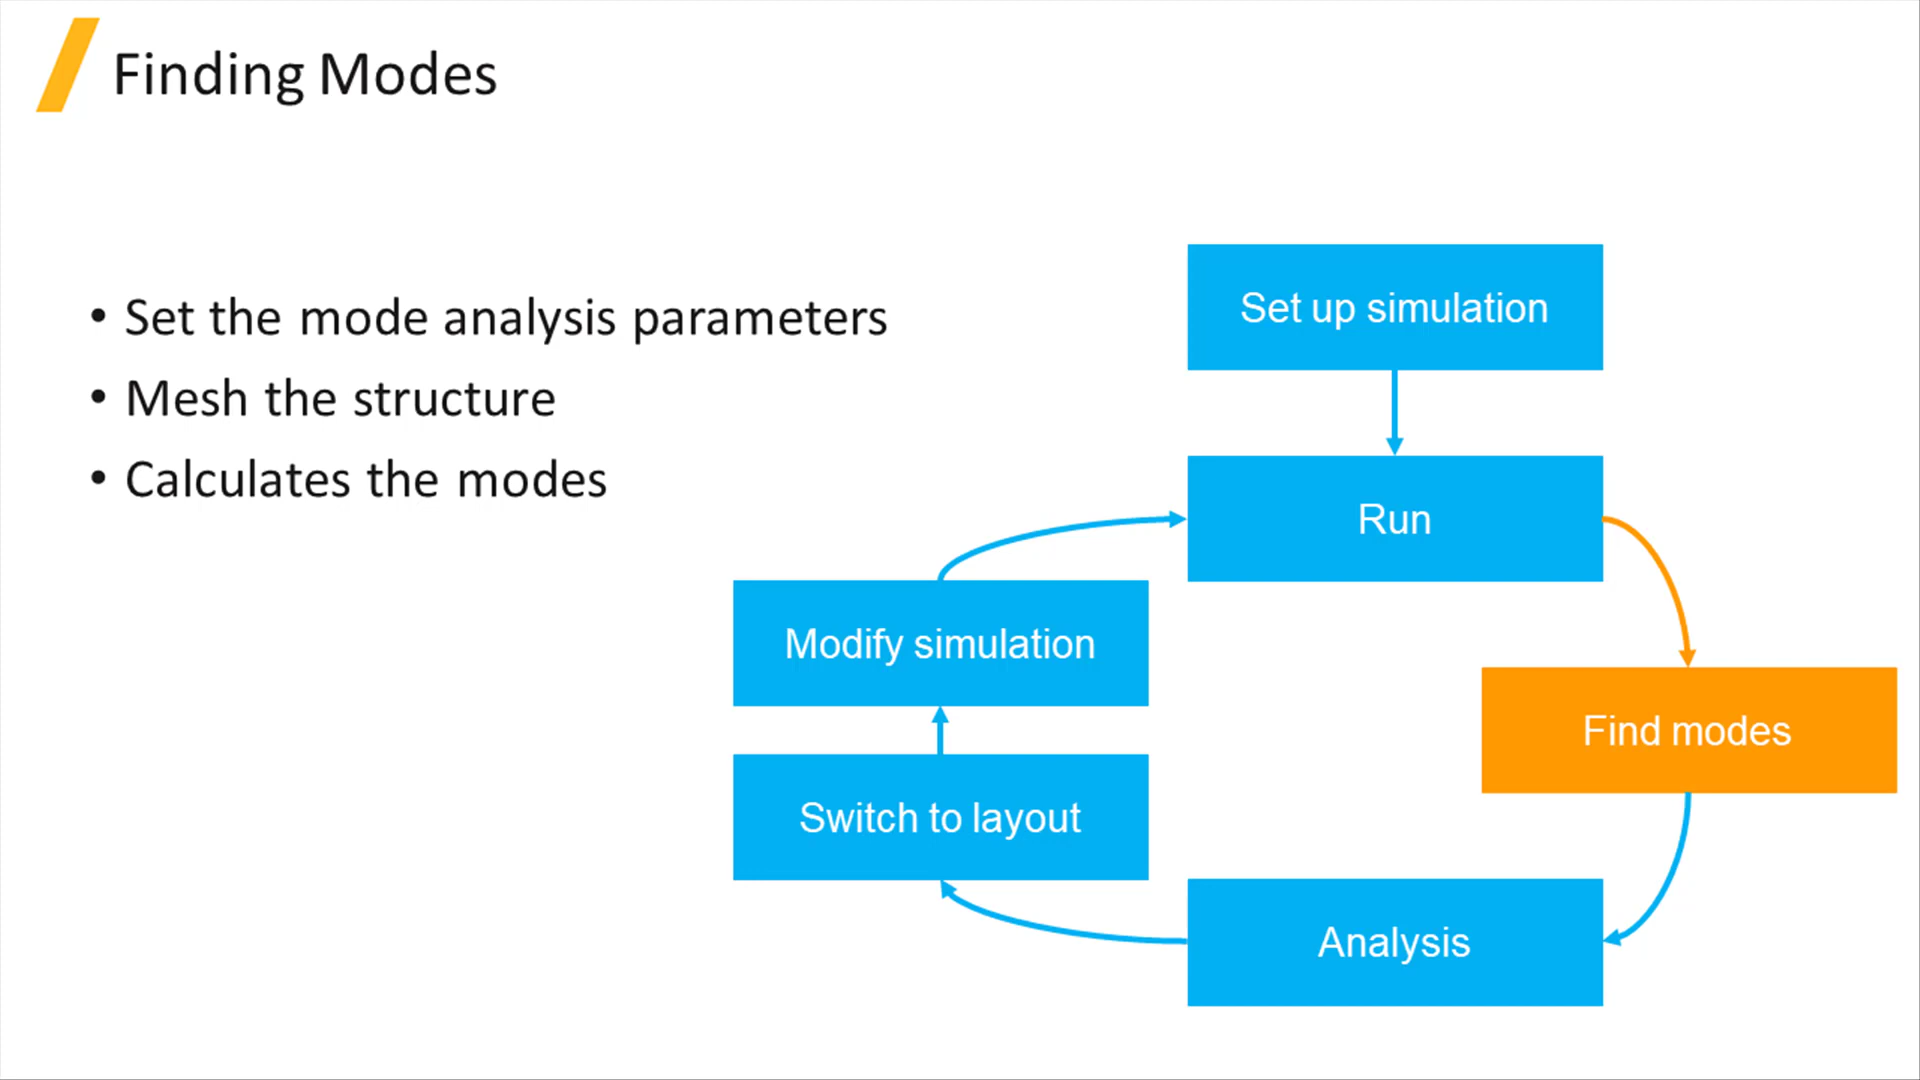 Finding Modes
• Set the mode analysis parameters
• Mesh the structure
• Calculates the modes
Set up simulation
Run
Modify simulation
Find modes
Switch to layout
Analysis